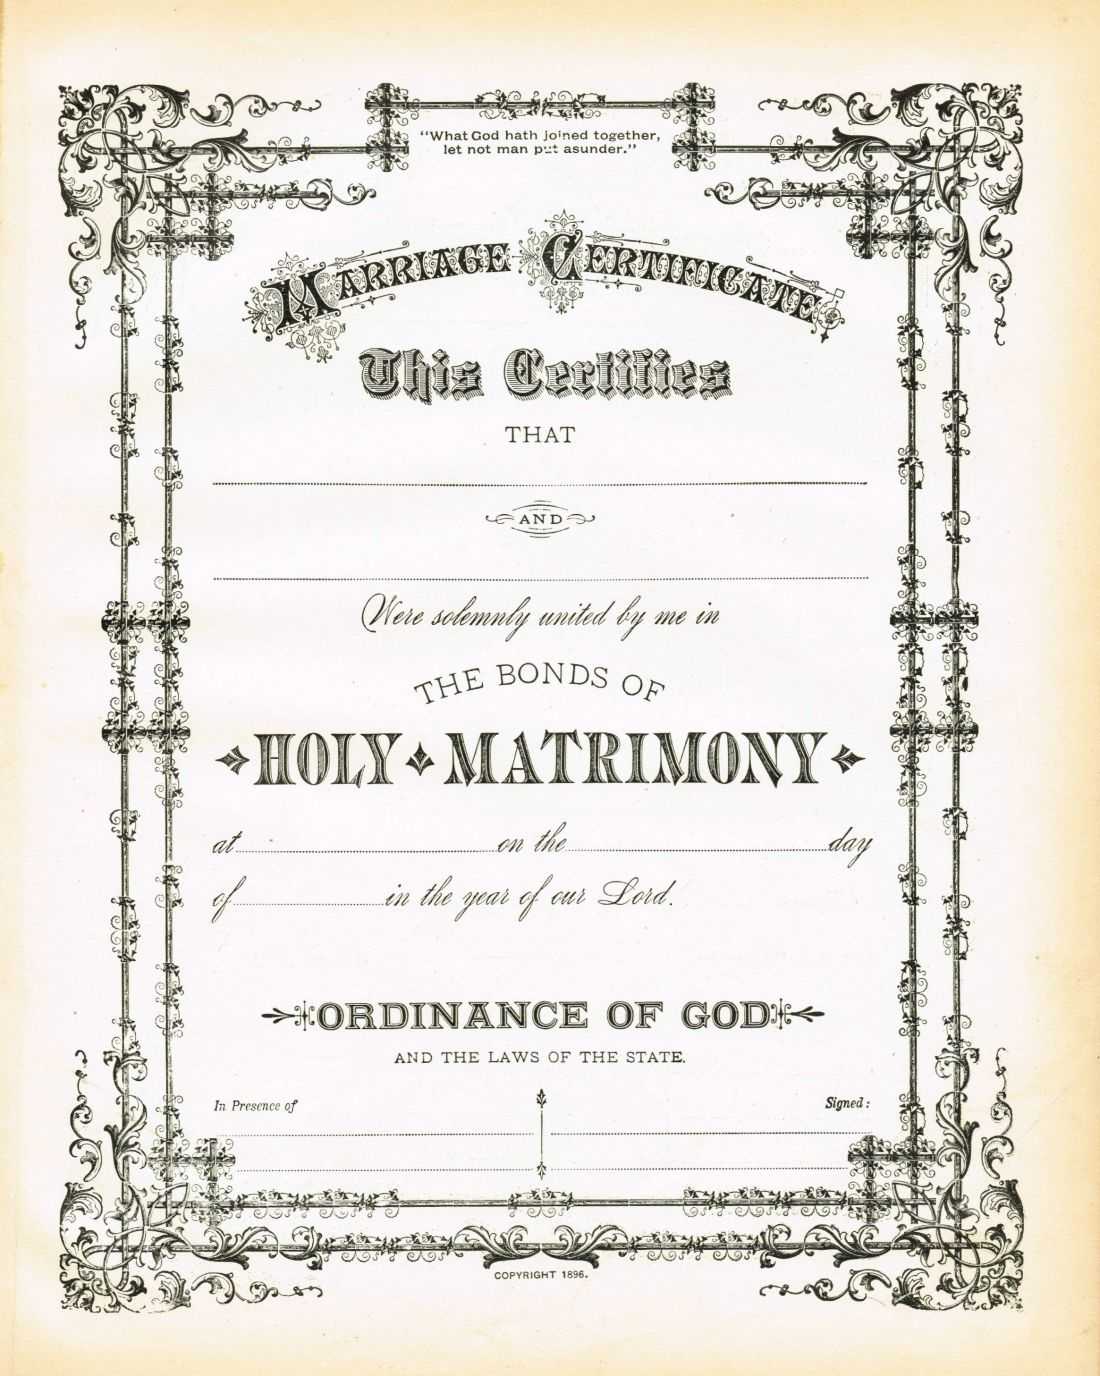 "What God hath joined together,
let not man put asunder."
MARRIAGE CERTIFICATE
This Certifies
THAT
AND
Were solemnly united by me in
THE BONDS OF
HOLY MATRIMONY
at on the day
of in the year of our Lord.
ORDINANCE OF GOD
AND THE LAWS OF THE STATE.
In Presence of Signed:
COPYRIGHT 1896.